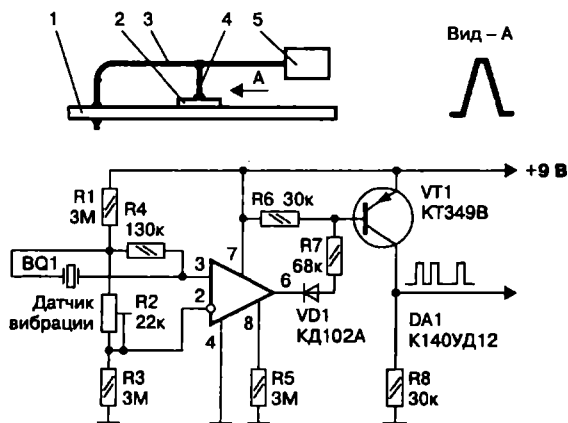 1 2 3 4 5
А
Вид – А
+9 В
R1
3М
R4
130к
R6 30к
VT1
КТ349В
R7
68к
BQ1
Датчик
вибрации
R2
22к
3
2
7
6
4
8
VD1
КД102А
DA1
К140УД12
R3
3М
R5
3М
R8
30к